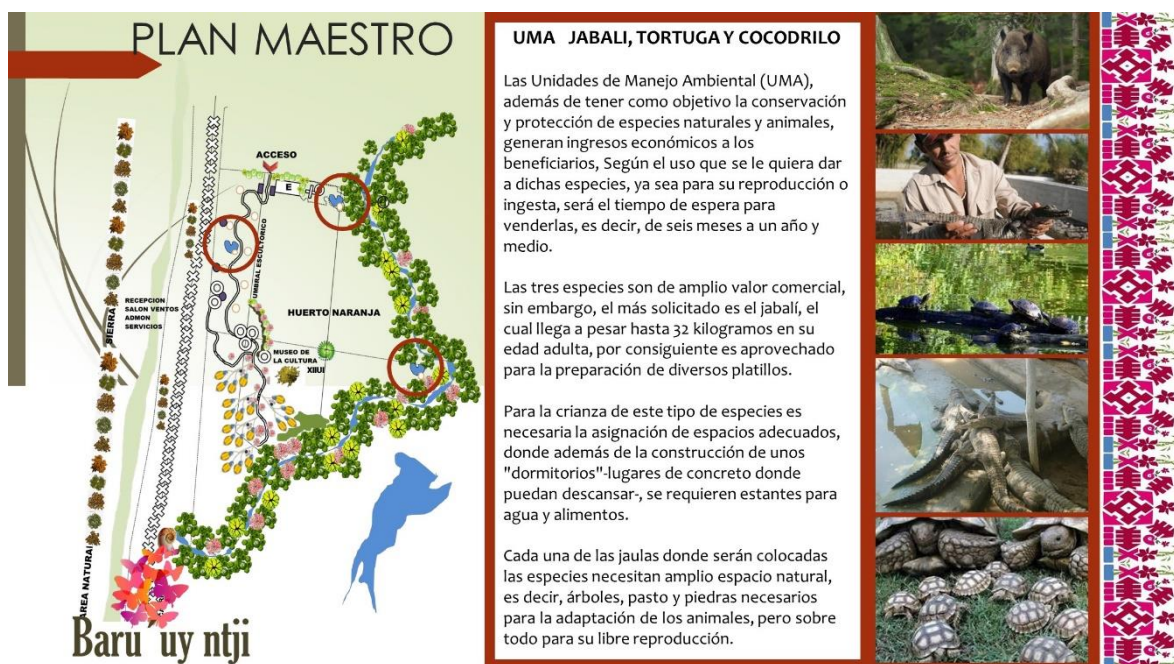 PLAN MAESTRO
ACCESO
E
UMBRAL ESCULTORICO
RECEPCION
SALON VENTOS
ADMON
SERVICIOS
HUERTO NARANJA
SIERRA
MUSEO DE
LA CULTURA
XIIUI
AREA NATURAL
Baru uy ntji
UMA JABALI, TORTUGA Y COCODRILO
Las Unidades de Manejo Ambiental (UMA),
además de tener como objetivo la conservación
y protección de especies naturales y animales,
generan ingresos económicos a los
beneficiarios, Según el uso que se le quiera dar
a dichas especies, ya sea para su reproducción o
ingesta, será el tiempo de espera para
venderlas, es decir, de seis meses a un año y
medio.
Las tres especies son de amplio valor comercial,
sin embargo, el más solicitado es el jabalí, el
cual llega a pesar hasta 32 kilogramos en su
edad adulta, por consiguiente es aprovechado
para la preparación de diversos platillos.
Para la crianza de este tipo de especies es
necesaria la asignación de espacios adecuados,
donde además de la construcción de unos
"dormitorios"-lugares de concreto donde
puedan descansar-, se requieren estantes para
agua y alimentos.
Cada una de las jaulas donde serán colocadas
las especies necesitan amplio espacio natural,
es decir, árboles, pasto y piedras necesarios
para la adaptación de los animales, pero sobre
todo para su libre reproducción.